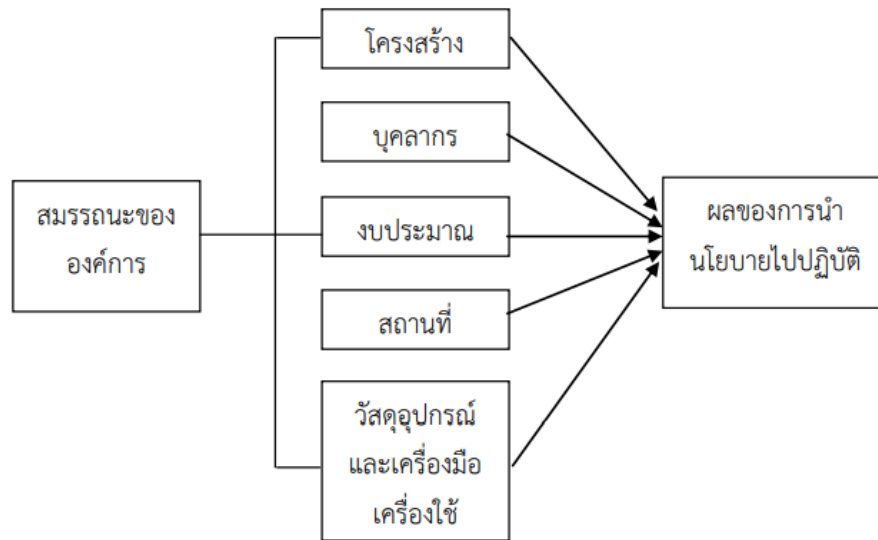 โครงสร้าง
บุคลากร
สมรรถนะของ
องค์การ
งบประมาณ
ผลของการนำ
นโยบายไปปฏิบัติ
สถานที่
วัสดุอุปกรณ์
และเครื่องมือ
เครื่องใช้